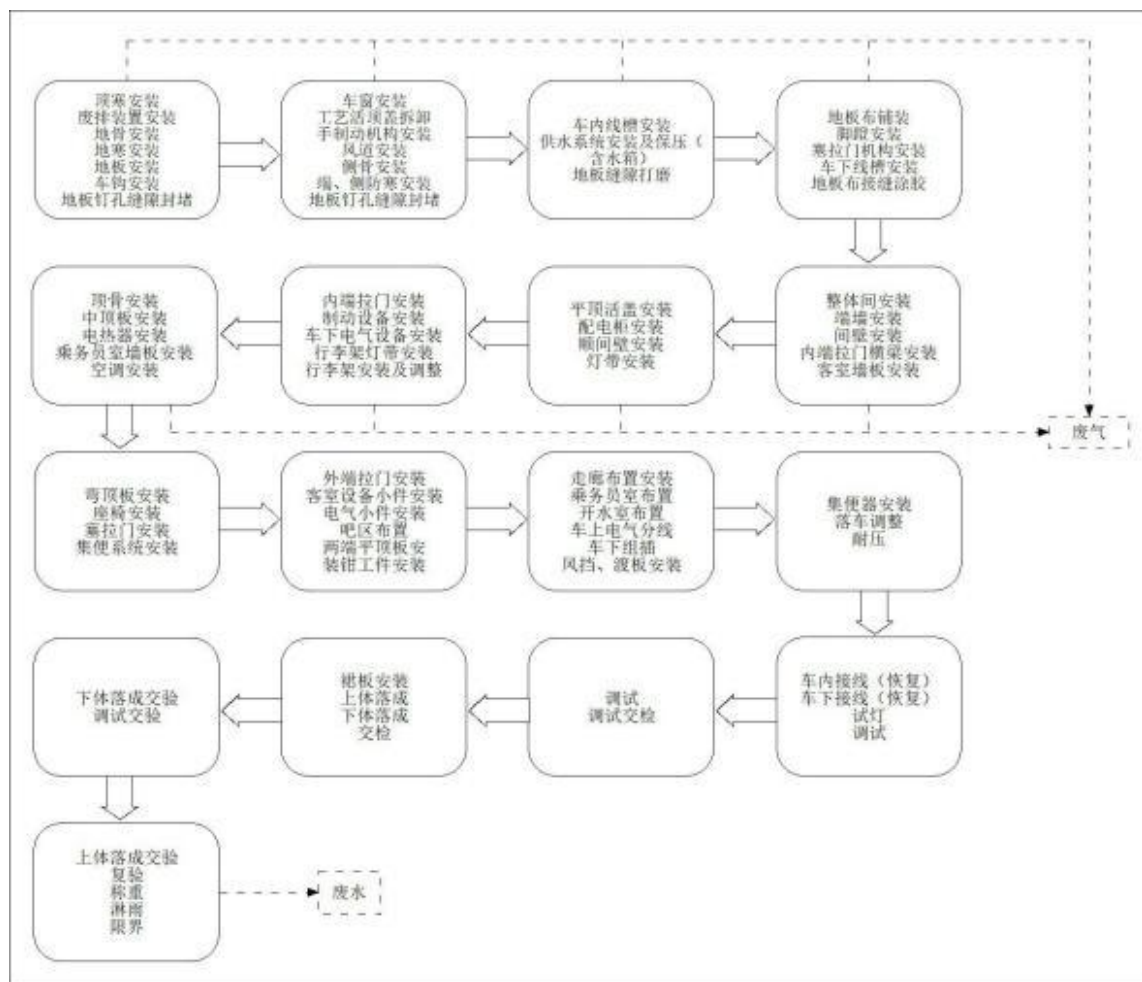 顶寒安装
废排装置安装
地骨安装
地寒安装
地板安装
车钩安装
地板钉孔缝隙封堵
车窗安装
工艺活顶盖拆卸
手制动机构安装
风道安装
侧骨安装
端、侧防寒安装
地板钉孔缝隙封堵
车内线槽安装
供水系统安装及保压（
含水箱）
地板缝隙打磨
地板布铺装
脚蹬安装
塞拉门机构安装
车下线槽安装
地板布接缝涂胶
顶骨安装
中顶板安装
电热器安装
乘务员室墙板安装
空调安装
内端拉门安装
制动设备安装
车下电气设备安装
行李架灯带安装
行李架安装及调整
平顶活盖安装
配电柜安装
顺间壁安装
灯带安装
整体间安装
端墙安装
间壁安装
内端拉门横梁安装
客室墙板安装
废气
弯顶板安装
座椅安装
塞拉门安装
集便系统安装
外端拉门安装
客室设备小件安装
电气小件安装
吧区布置
两端平顶板安
装钳工件安装
走廊布置安装
乘务员室布置
开水室布置
车上电气分线
车下组插
风挡、渡板安装
集便器安装
落车调整
耐压
下体落成交验
调试交验
裙板安装
上体落成
下体落成
交检
调试
调试交检
车内接线（恢复）
车下接线（恢复）
试灯
调试
上体落成交验
复验
称重
淋雨
限界
废水